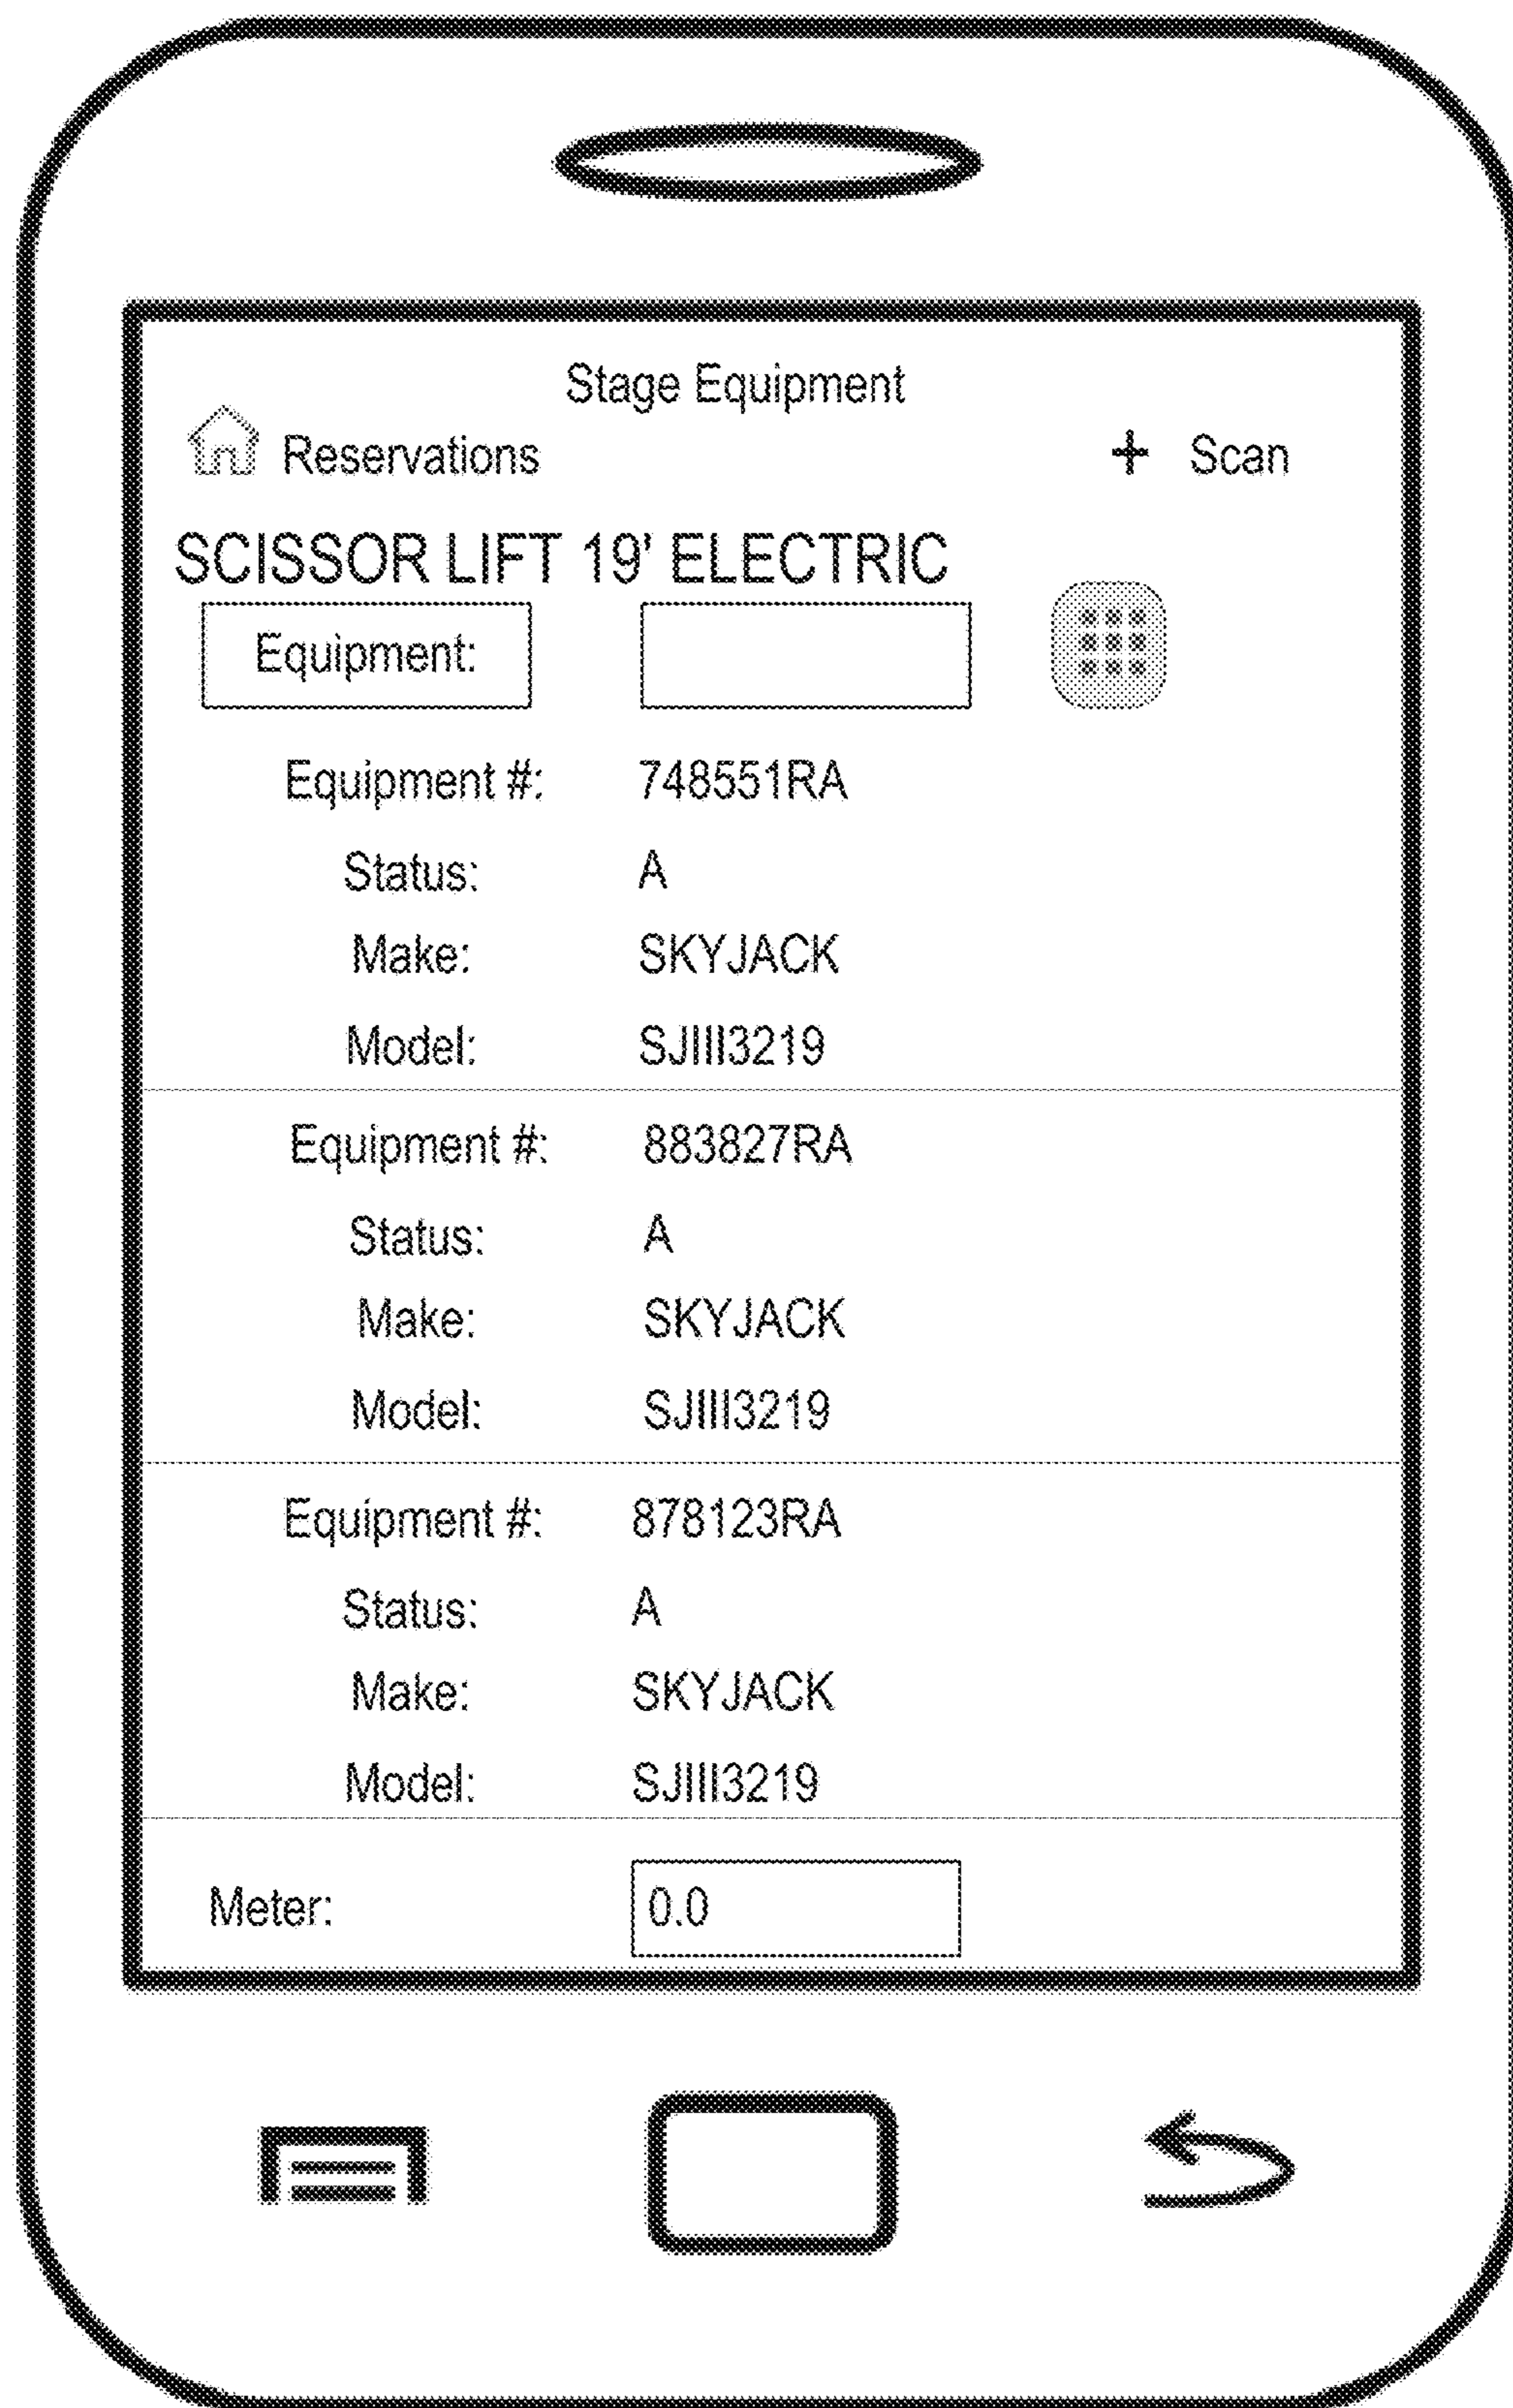 Stage Equipment
Reservations + Scan
SCISSOR LIFT 19' ELECTRIC
Equipment:
Equipment #: 748551RA
Status: A
Make: SKYJACK
Model: SJIII3219
Equipment #: 883827RA
Status: A
Make: SKYJACK
Model: SJIII3219
Equipment #: 878123RA
Status: A
Make: SKYJACK
Model: SJIII3219
Meter: 0.0